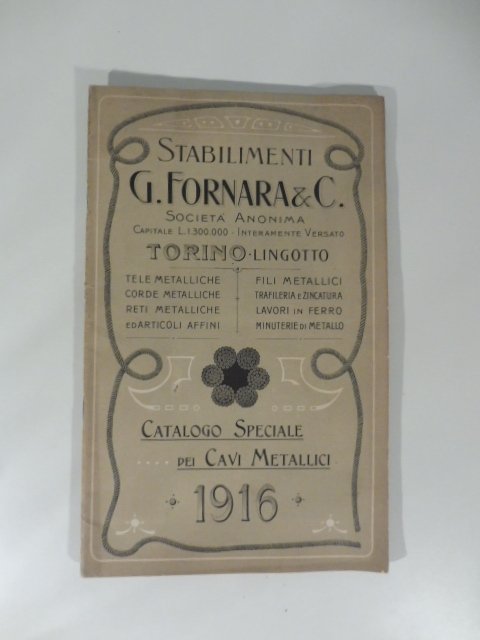 STABILIMENTI
G. FORNARA & C.
SOCIETÀ ANONIMA
CAPITALE L. 1.300.000 - INTERAMENTE VERSATO
TORINO - LINGOTTO
TELE METALLICHE
CORDE METALLICHE
RETI METALLICHE
ED ARTICOLI AFFINI
FILI METALLICI
TRAFILERIA E ZINCATURA
LAVORI IN FERRO
MINUTERIE DI METALLO
CATALOGO SPECIALE
.... DEI CAVI METALLICI
1916